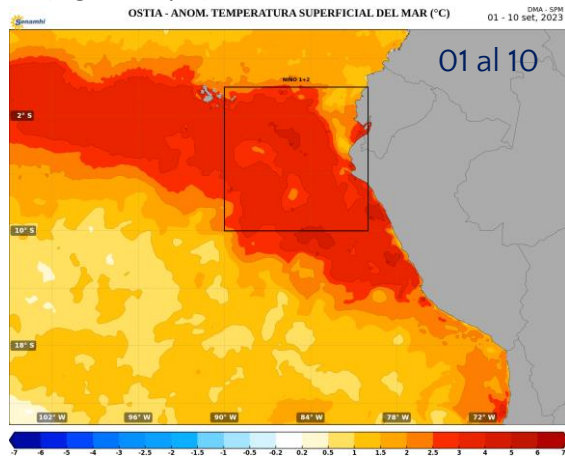 OSTIA - ANOM. TEMPERATURA SUPERFICIAL DEL MAR (°C)
DMA - SPM
01 - 10 set, 2023
Senamhi
01 al 10
NIÑO 1+2
2° S
10° S
18° S
102° W 96° W 90° W 84° W 78° W 72° W
-7 -6 -5 -4 -3 -2.5 -2 -1.5 -1 -0.5 -0.2 0.2 0.5 1 1.5 2 2.5 3 4 5 6 7